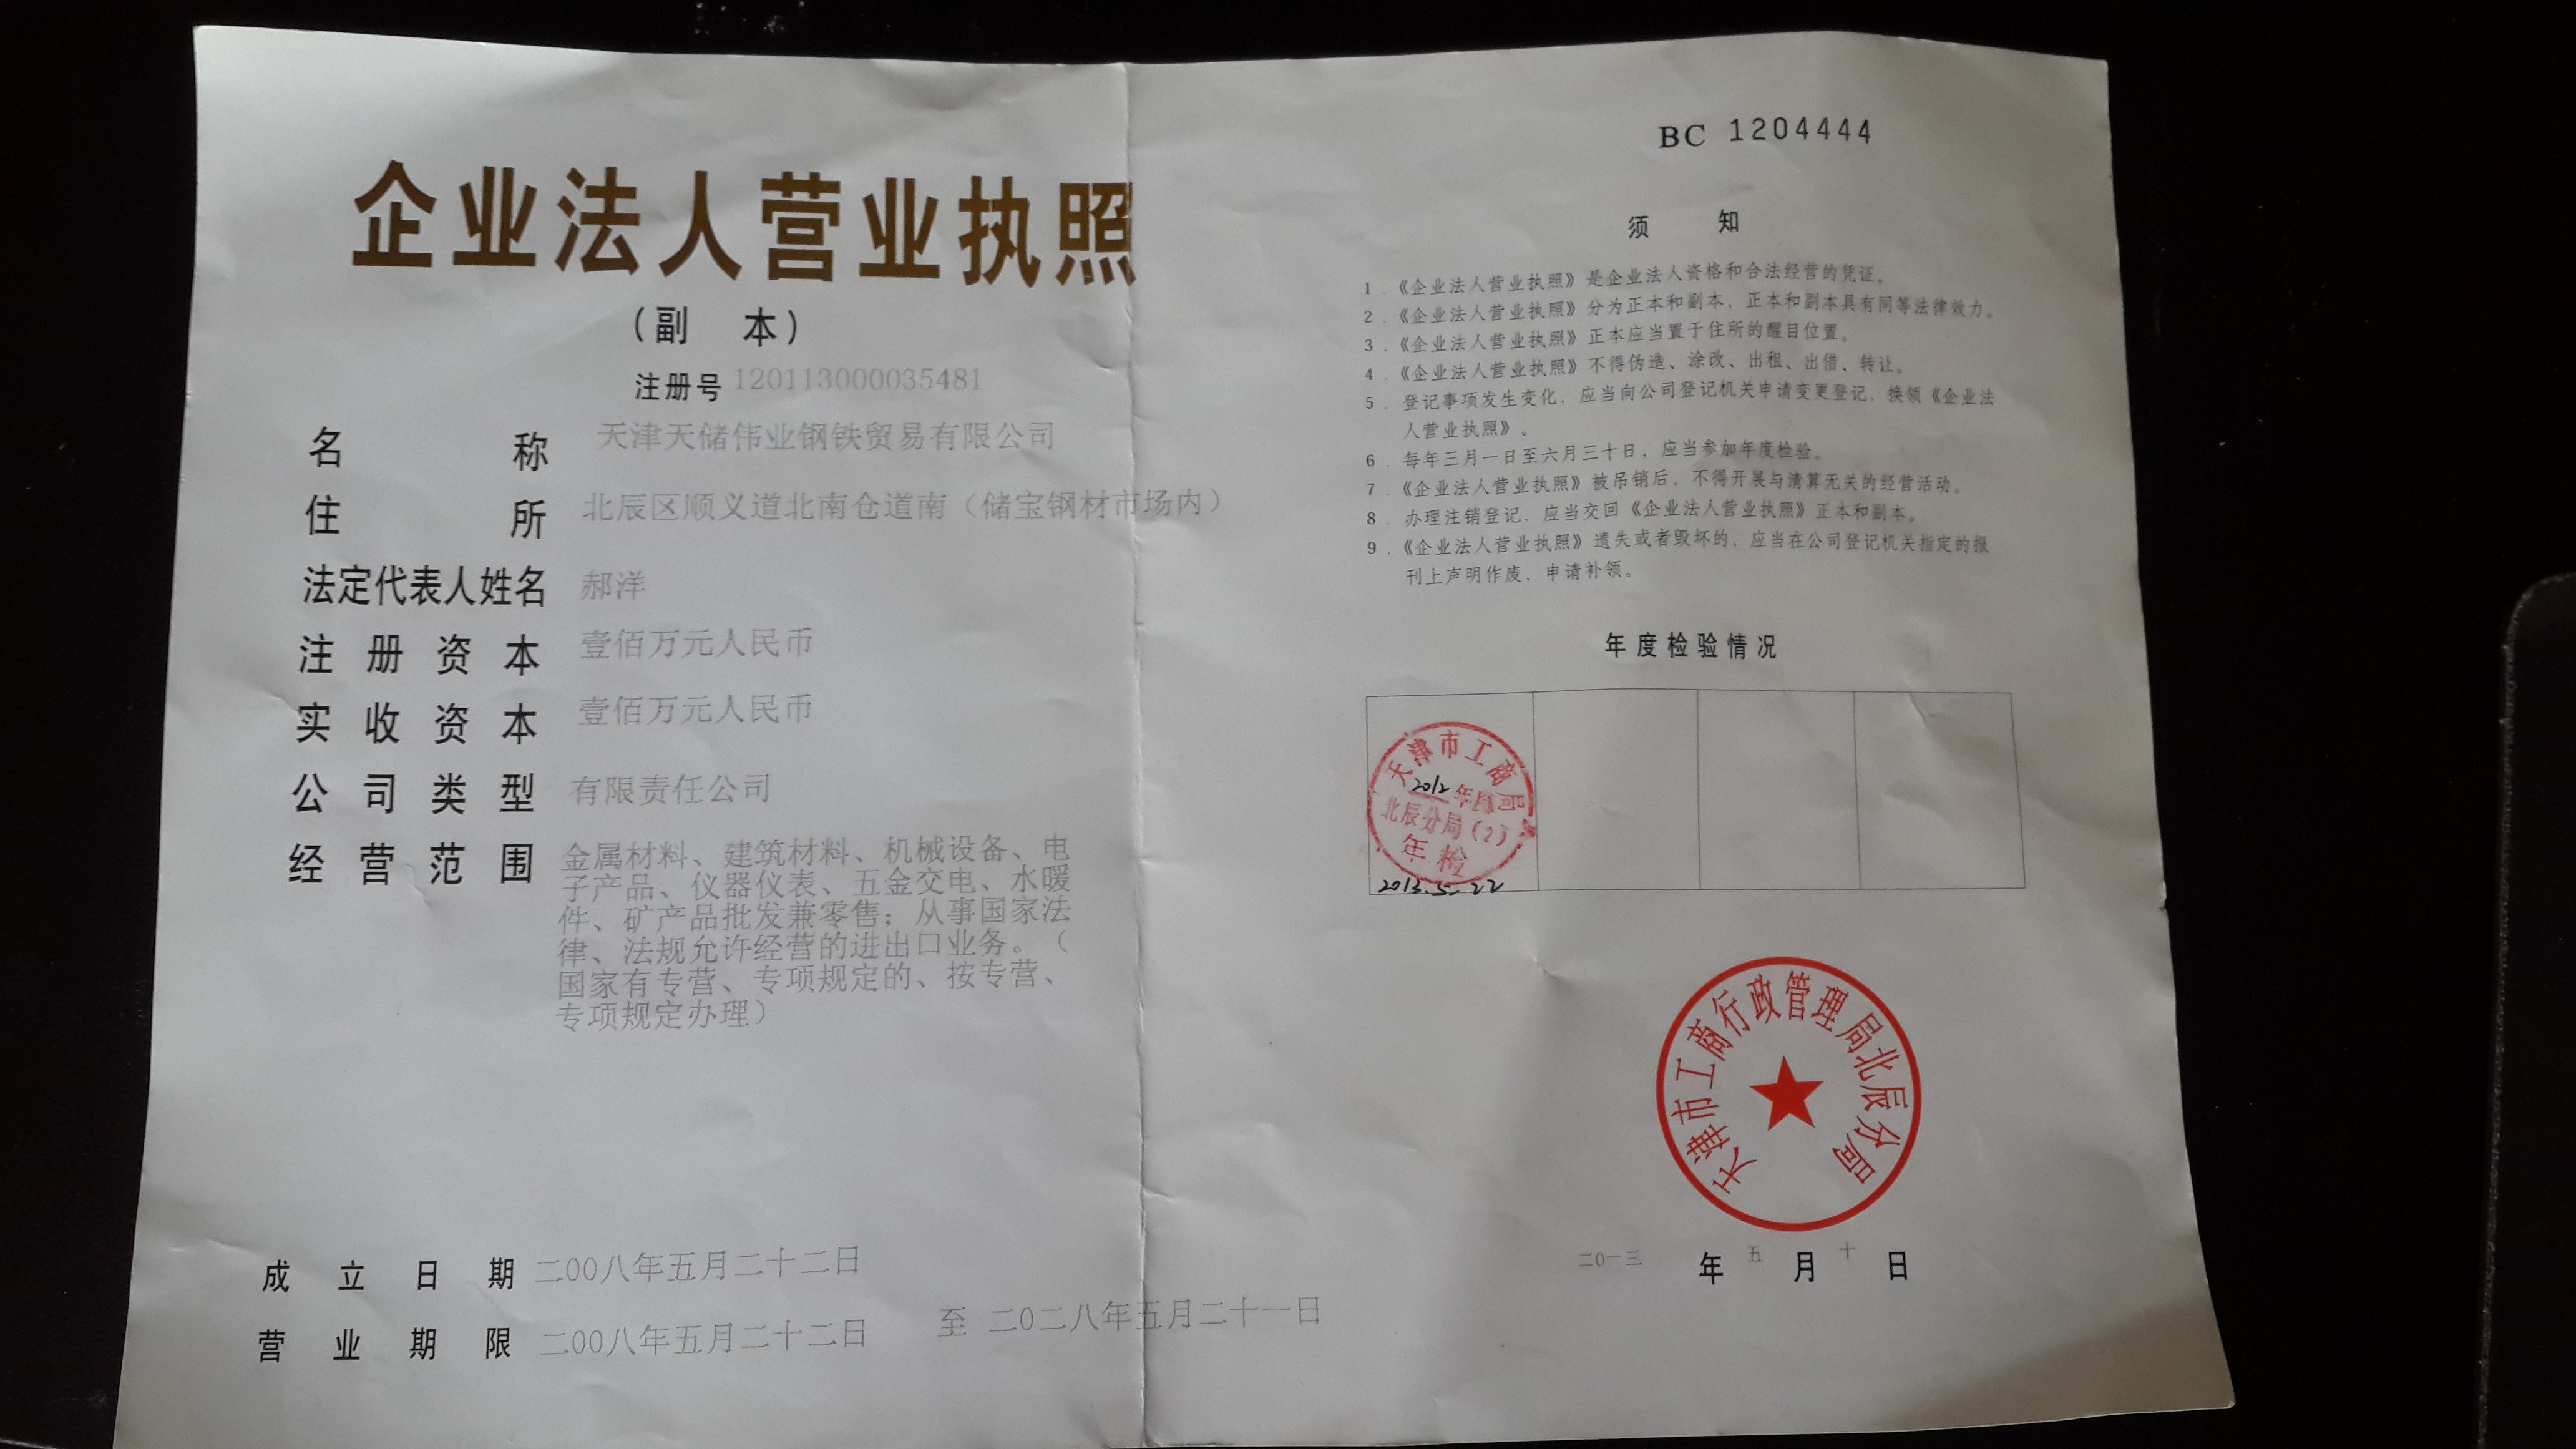 企业法人营业执照
（副 本）
注册号 120113000035481
名 称 天津天储伟业钢铁贸易有限公司
住 所 北辰区顺义道北南仓道南（储宝钢材市场内）
法定代表人姓名 郝洋
注册资本 壹佰万元人民币
实收资本 壹佰万元人民币
公司类型 有限责任公司
经营范围 金属材料、建筑材料、机械设备、电
子产品、仪器仪表、五金交电、水暖
件、矿产品批发兼零售；从事国家法
律、法规允许经营的进出口业务。（
国家有专营、专项规定的、按专营、
专项规定办理）
成立日期 二00八年五月二十二日
营业期限 二00八年五月二十二日 至 二0二八年五月二十一日
BC 1204444
须 知
1．《企业法人营业执照》是企业法人资格和合法经营的凭证。
2．《企业法人营业执照》分为正本和副本，正本和副本具有同等法律效力。
3．《企业法人营业执照》正本应当置于住所的醒目位置。
4．《企业法人营业执照》不得伪造、涂改、出租、出借、转让。
5．登记事项发生变化，应当向公司登记机关申请变更登记，换领《企业法
人营业执照》。
6．每年三月一日至六月三十日，应当参加年度检验。
7．《企业法人营业执照》被吊销后，不得开展与清算无关的经营活动。
8．办理注销登记，应当交回《企业法人营业执照》正本和副本。
9．《企业法人营业执照》遗失或者毁坏的，应当在公司登记机关指定的报
刊上声明作废，申请补领。
年度检验情况
天津市工商局
2012年
北辰分局（2）
年检
2013.5.22
天津市工商行政管理局北辰分局
二0一三 年 五 月 十 日